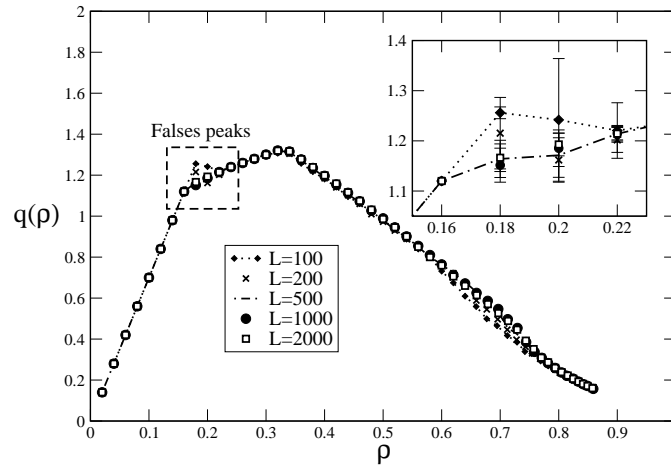 2
1.8
1.6
1.4
1.2
1
0.8
0.6
0.4
0.2
0
q(ρ)
0 0.1 0.2 0.3 0.4 0.5 0.6 0.7 0.8 0.9
ρ
Falses peaks
L=100
L=200
L=500
L=1000
L=2000
1.4
1.3
1.2
1.1
0.16 0.18 0.2 0.22